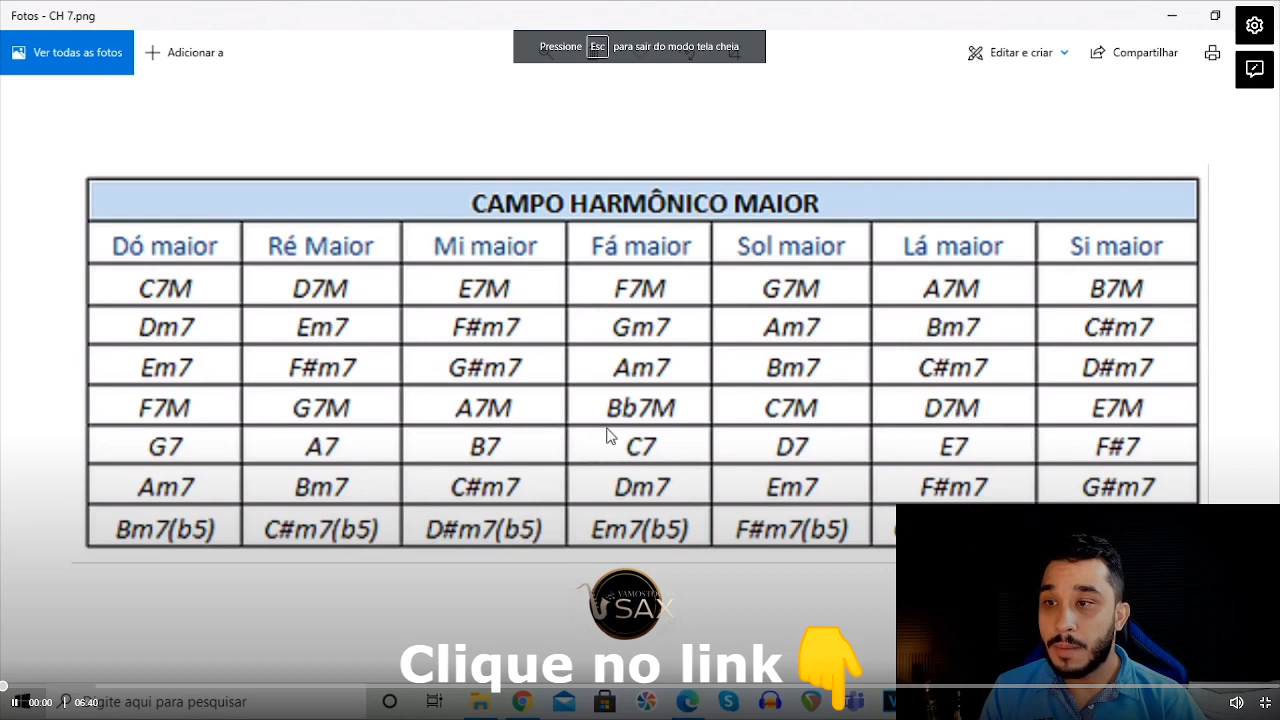 Fotos - CH 7.png
Ver todas as fotos
Adicionar a
Pressione Esc para sair do modo tela cheia
Editar e criar
Compartilhar
CAMPO HARMÔNICO MAIOR
Dó maior Ré Maior Mi maior Fá maior Sol maior Lá maior Si maior
C7M D7M E7M F7M G7M A7M B7M
Dm7 Em7 F#m7 Gm7 Am7 Bm7 C#m7
Em7 F#m7 G#m7 Am7 Bm7 C#m7 D#m7
F7M G7M A7M Bb7M C7M D7M E7M
G7 A7 B7 C7 D7 E7 F#7
Am7 Bm7 C#m7 Dm7 Em7 F#m7 G#m7
Bm7(b5) C#m7(b5) D#m7(b5) Em7(b5) F#m7(b5)
SAX
Clique no link
aqui para pesquisar
00:00
06:40